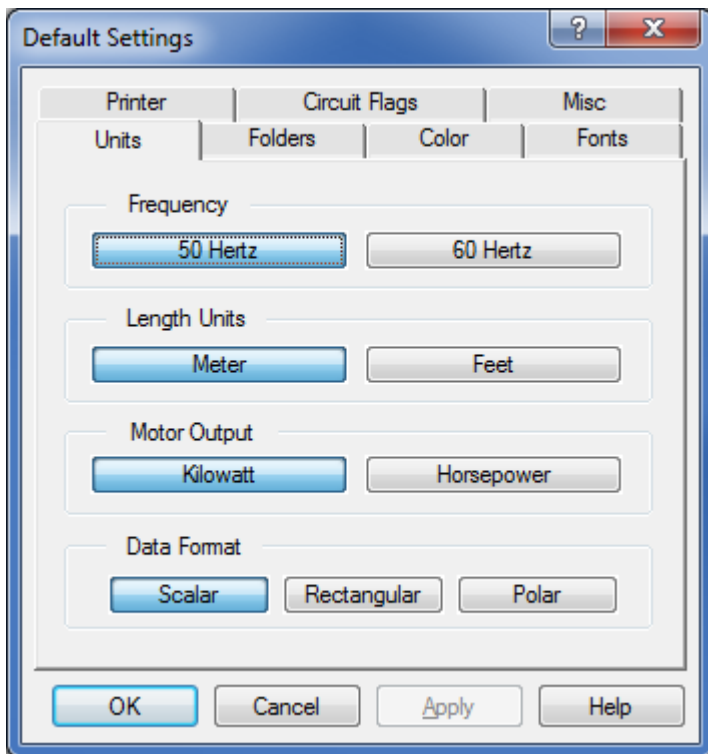 Default Settings
Printer Circuit Flags Misc
Units Folders Color Fonts
Frequency
50 Hertz 60 Hertz
Length Units
Meter Feet
Motor Output
Kilowatt Horsepower
Data Format
Scalar Rectangular Polar
OK Cancel Apply Help